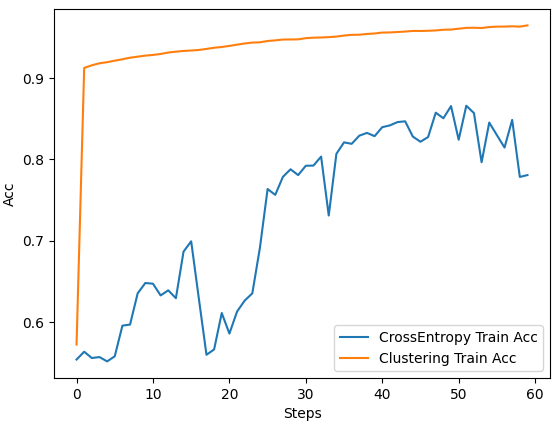 Acc
0.9
0.8
0.7
0.6
0 10 20 30 40 50 60
Steps
CrossEntropy Train Acc
Clustering Train Acc